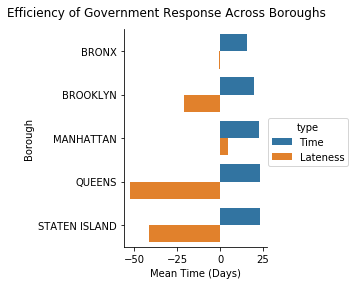 Efficiency of Government Response Across Boroughs
BRONX
BROOKLYN
MANHATTAN
QUEENS
STATEN ISLAND
Borough
type
Time
Lateness
−50
−25
0
25
Mean Time (Days)